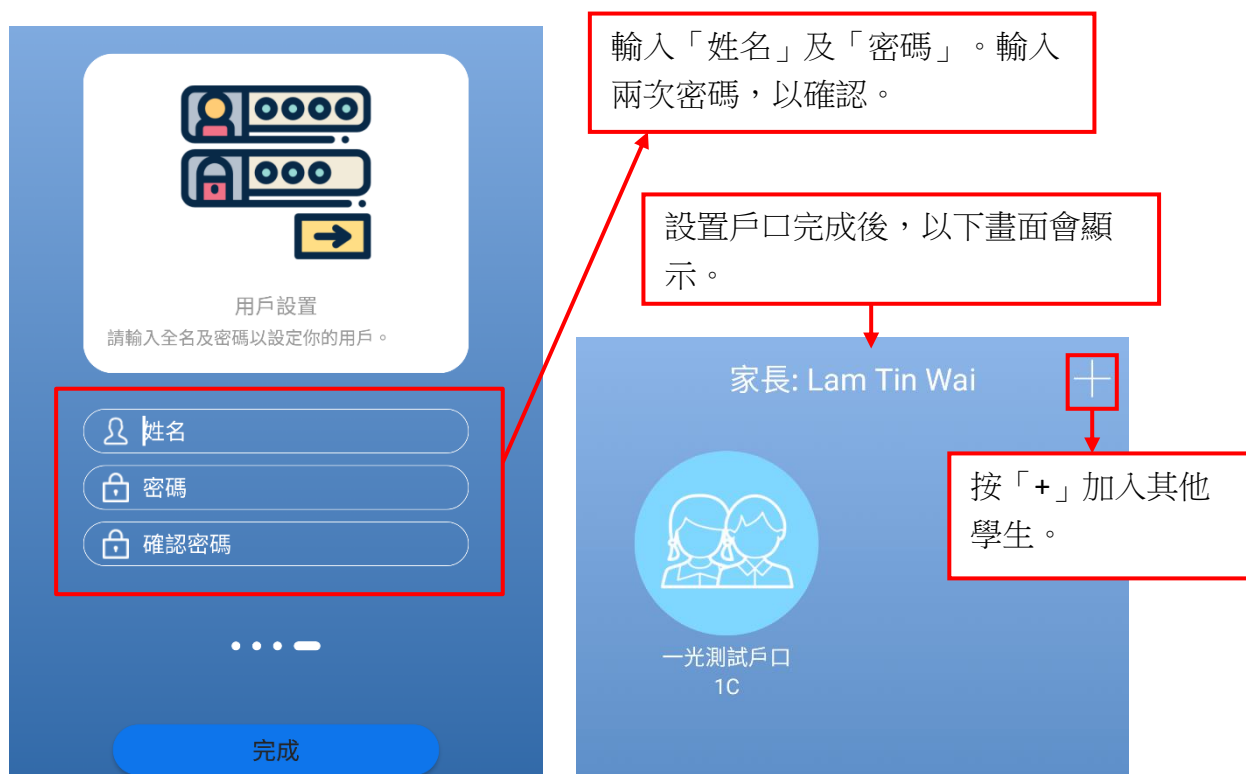 輸入「姓名」及「密碼」。輸入
兩次密碼，以確認。
用戶設置
請輸入全名及密碼以設定你的用戶。
姓名
密碼
確認密碼
完成
設置戶口完成後，以下畫面會顯
示。
家長: Lam Tin Wai
按「+」加入其他
學生。
一光測試戶口
1C